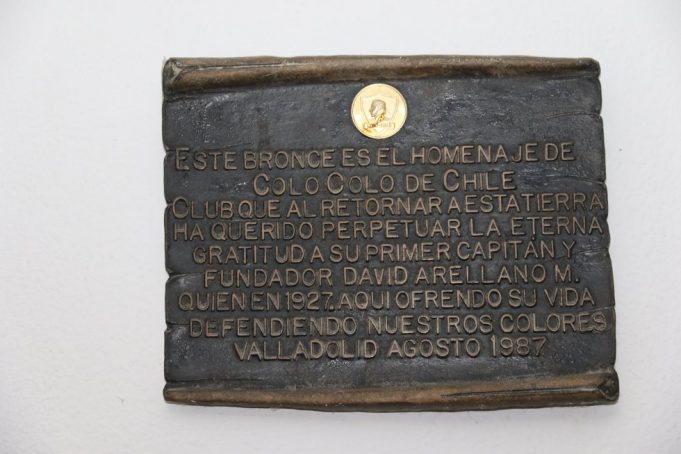 ESTE BRONCE ES EL HOMENAJE DE
COLO COLO DE CHILE
CLUB QUE AL RETORNAR A ESTA TIERRA
HA QUERIDO PERPETUAR LA ETERNA
GRATITUD A SU PRIMER CAPITÁN Y
FUNDADOR DAVID ARELLANO M.
QUIEN EN 1927, AQUI OFRENDO SU VIDA
DEFENDIENDO NUESTROS COLORES
VALLADOLID AGOSTO 1987